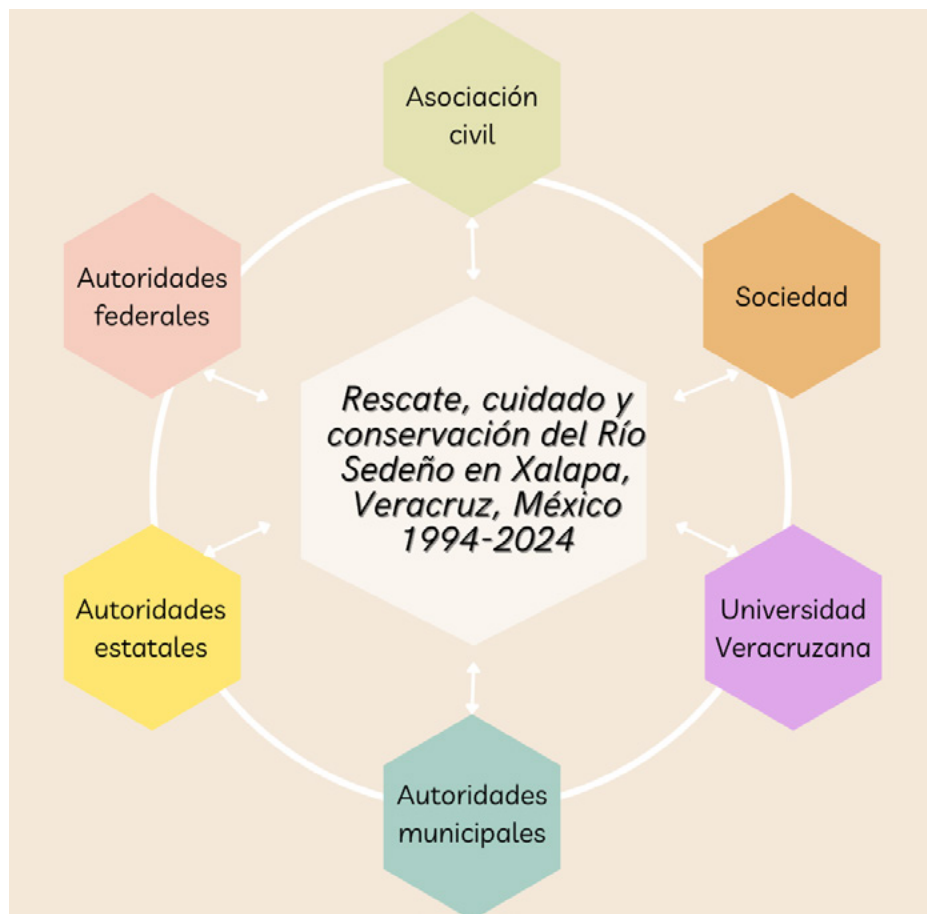 Asociación
civil
Autoridades
federales
Sociedad
Rescate, cuidado y
conservación del Río
Sedeño en Xalapa,
Veracruz, México
1994-2024
Autoridades
estatales
Universidad
Veracruzana
Autoridades
municipales